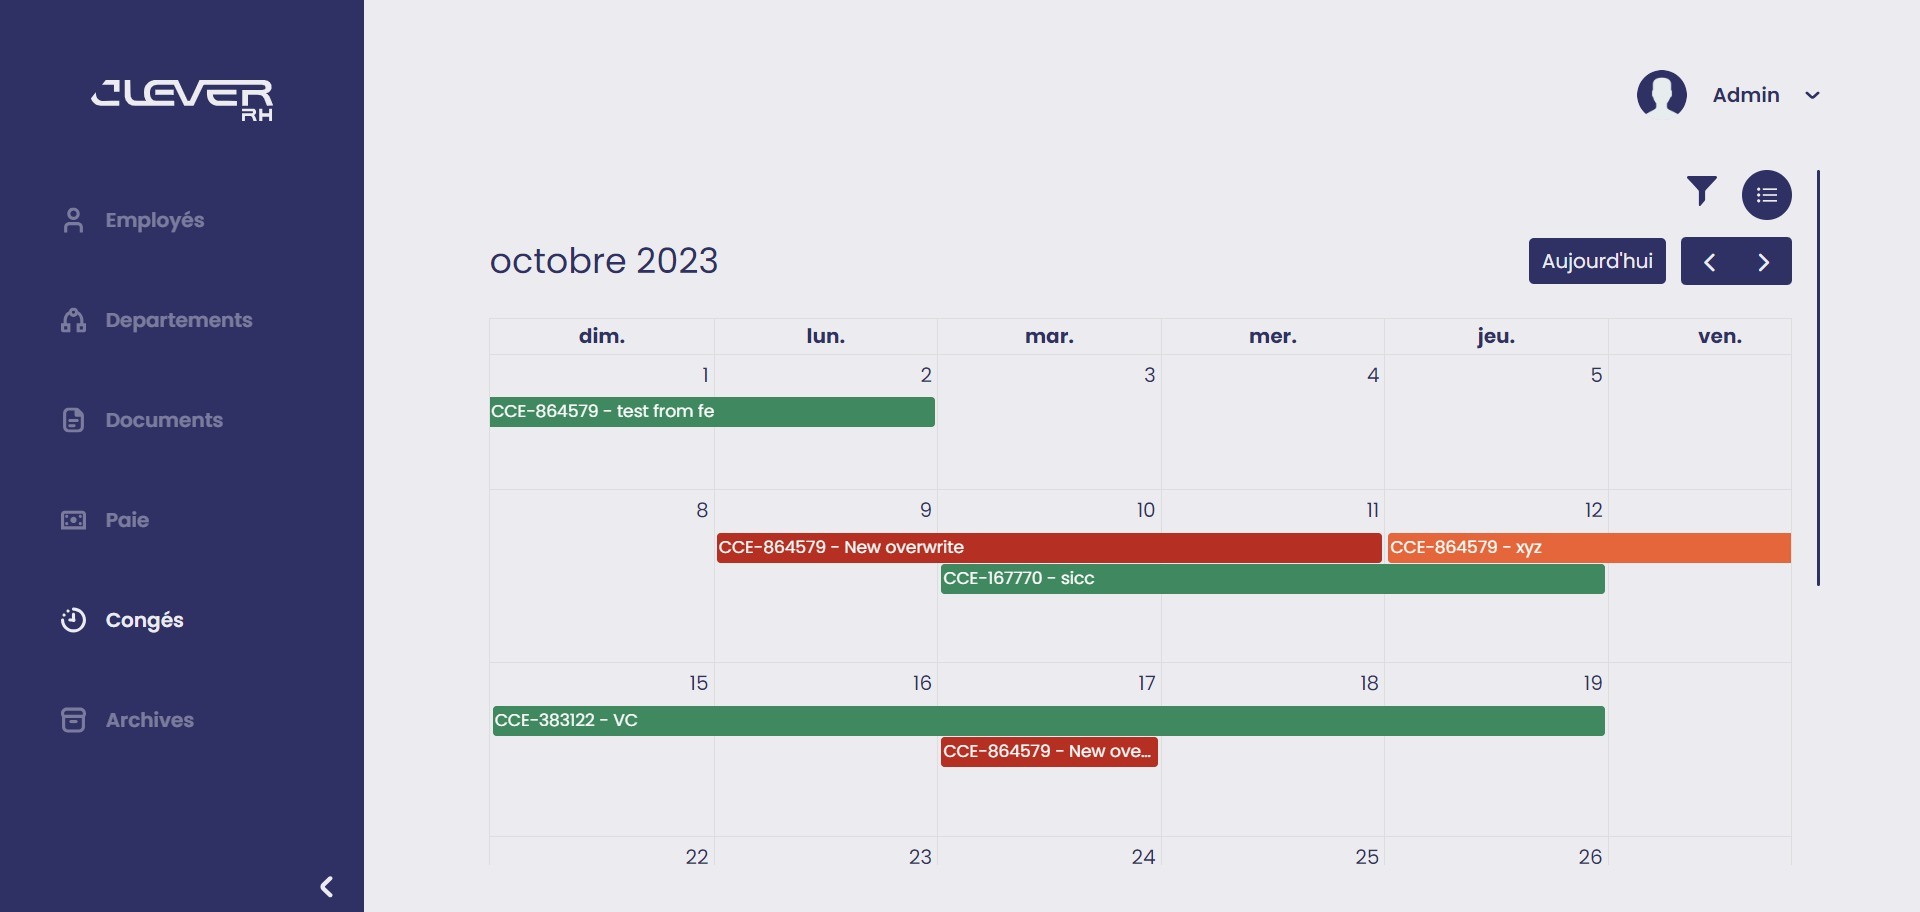 CLEVER
RH
Admin
Employés
Departements
Documents
Paie
Congés
Archives
octobre 2023
Aujourd'hui
dim. lun. mar. mer. jeu. ven.
1 2 3 4 5
CCE-864579 - test from fe
8 9 10 11 12
CCE-864579 - New overwrite CCE-864579 - xyz
CCE-167770 - sicc
15 16 17 18 19
CCE-383122 - VC
CCE-864579 - New ove...
22 23 24 25 26